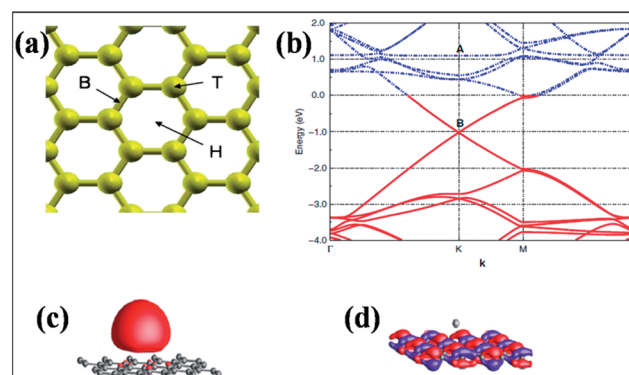 (a)
B
T
H
(b)
2.0
1.0
0.0
-1.0
-2.0
-3.0
-4.0
Energy (eV)
A
B
Γ
K
M
k
(c)
(d)